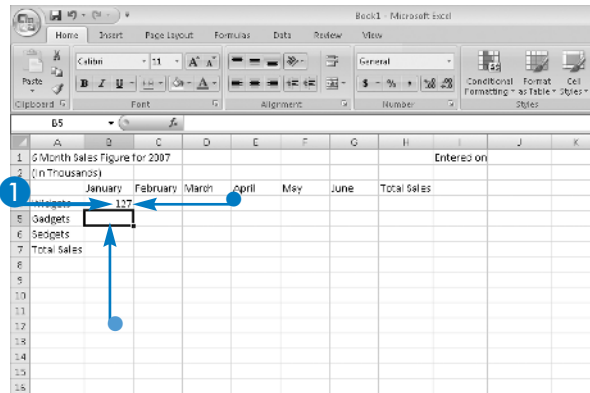 Book1 - Microsoft Excel
Home Insert Page Layout Formulas Data Review View
Calibri 11 A A General
Paste B I U A $ % , Conditional Format Cell
Formatting as Table Styles
Clipboard Font Alignment Number Styles
B5 fx
A B C D E F G H I J K
1 6 Month Sales Figure for 2007 Entered on
2 (In Thousands)
January February March April May June Total Sales
1 Widgets 127
5 Gadgets
6 Sedgets
7 Total Sales
8
9
10
11
12
13
14
15
16